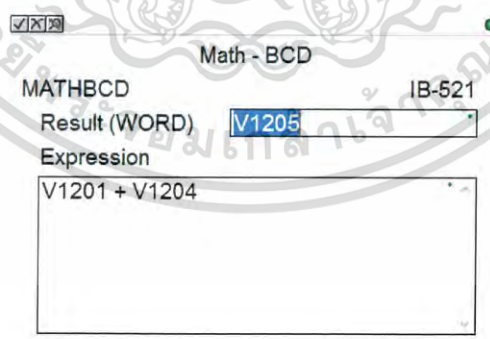 Math - BCD
MATHBCD IB-521
Result (WORD) V1205
Expression
V1201 + V1204